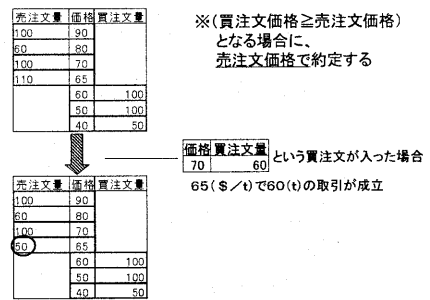 売注文量 価格 買注文量
100 90
60 80
100 70
110 65
60 100
50 100
40 50
※(買注文価格≧売注文価格)
となる場合に、
売注文価格で約定する
価格 買注文量
70 60
という買注文が入った場合
65($/t)で60(t)の取引が成立
売注文量 価格 買注文量
100 90
60 80
100 70
50 65
60 100
50 100
40 50